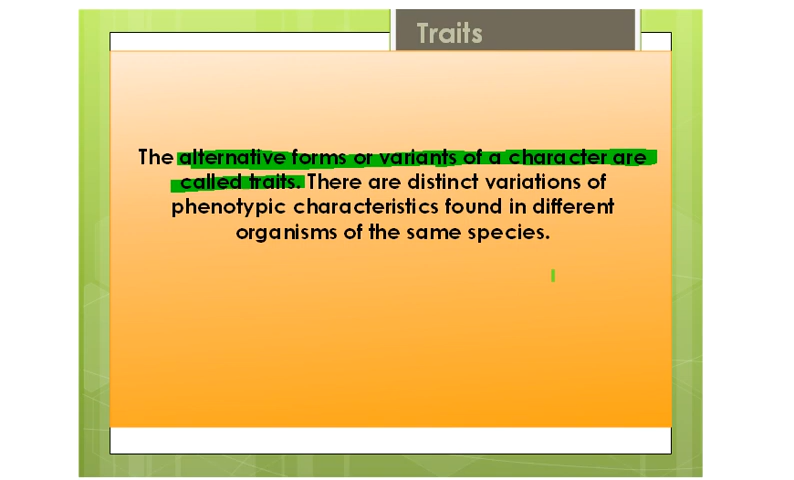 Traits
The alternative forms or variants of a character are
called traits. There are distinct variations of
phenotypic characteristics found in different
organisms of the same species.